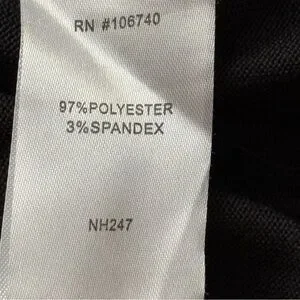 RN #106740
97%POLYESTER
3%SPANDEX
NH247